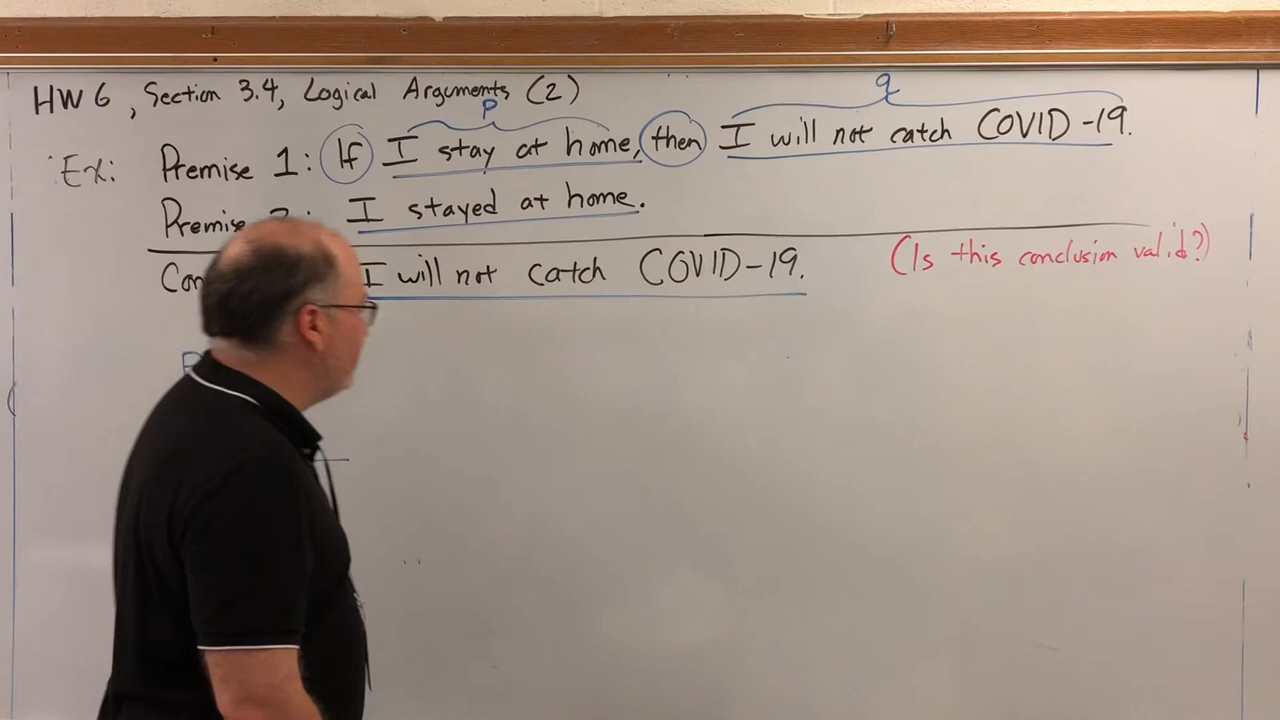 HW 6, Section 3.4, Logical Arguments (2)
p q
Ex: Premise 1: If I stay at home, then I will not catch COVID-19.
Premise I stayed at home.
I will not catch COVID-19. (Is this conclusion valid?)